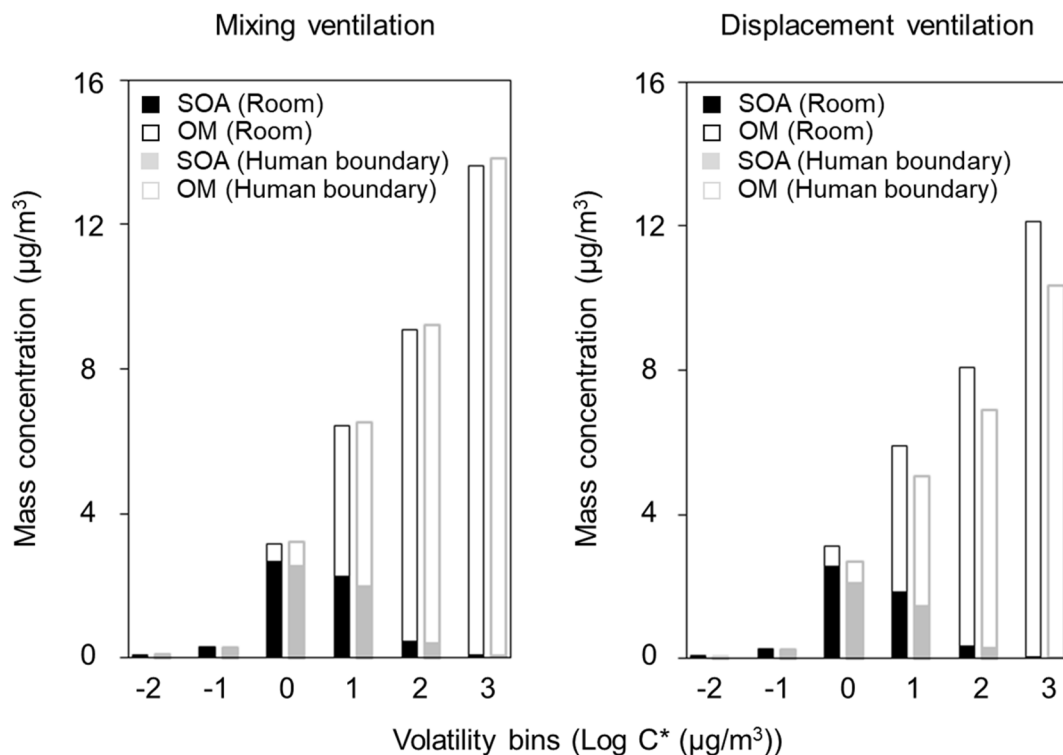 Mixing ventilation
Mass concentration (µg/m³)
16
12
8
4
0
SOA (Room)
OM (Room)
SOA (Human boundary)
OM (Human boundary)
-2 -1 0 1 2 3
Displacement ventilation
Mass concentration (µg/m³)
16
12
8
4
0
SOA (Room)
OM (Room)
SOA (Human boundary)
OM (Human boundary)
-2 -1 0 1 2 3
Volatility bins (Log C* (µg/m³))